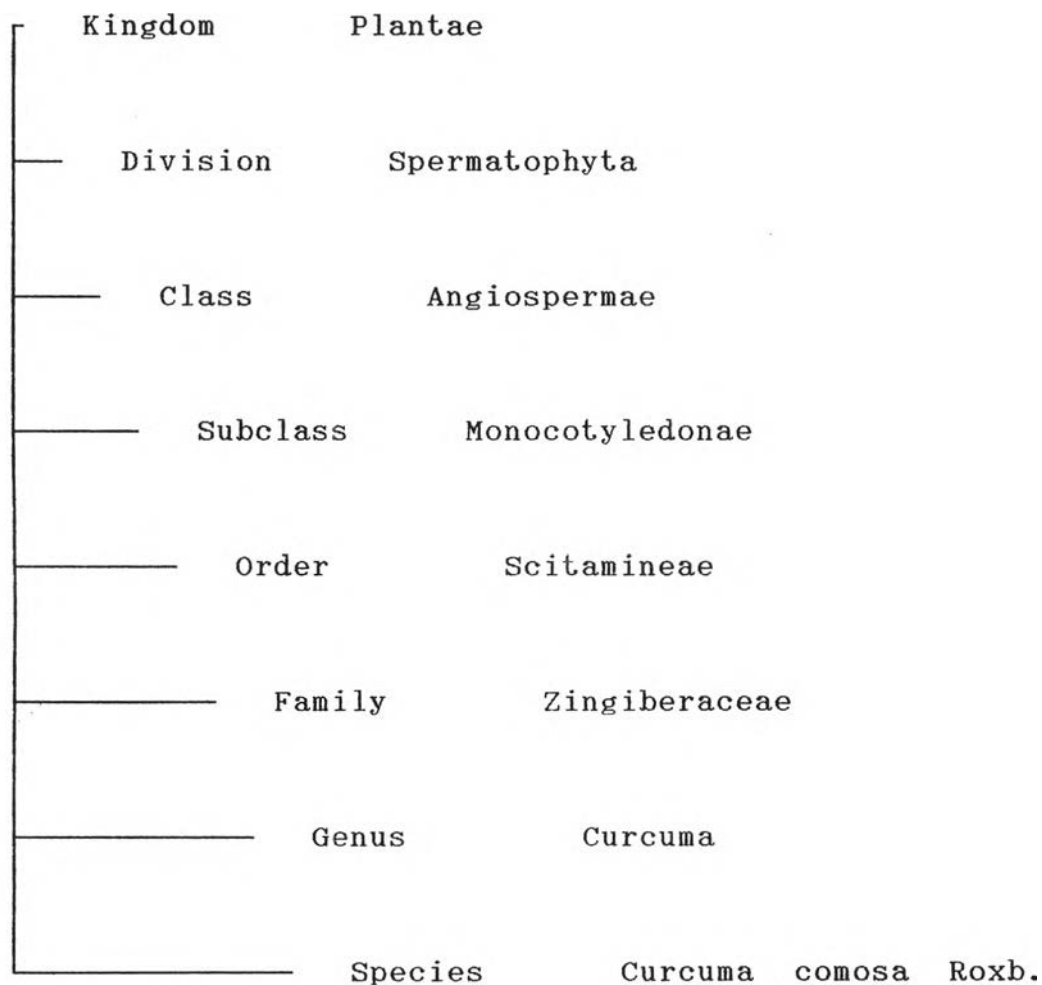 Kingdom Plantae
Division Spermatophyta
Class Angiospermae
Subclass Monocotyledonae
Order Scitamineae
Family Zingiberaceae
Genus Curcuma
Species Curcuma comosa Roxb.